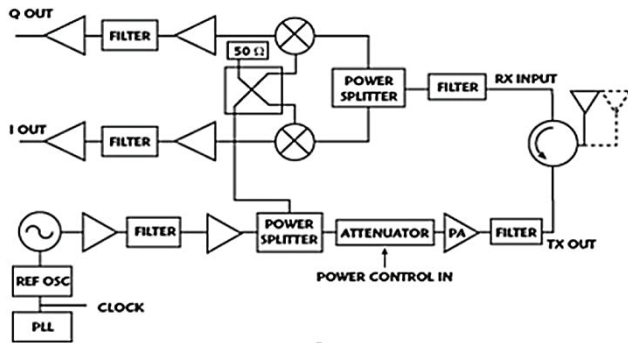 Q OUT
FILTER
50 Ω
POWER
SPLITTER
FILTER
RX INPUT
I OUT
FILTER
FILTER
POWER
SPLITTER
ATTENUATOR
PA
FILTER
TX OUT
POWER CONTROL IN
REF OSC
CLOCK
PLL